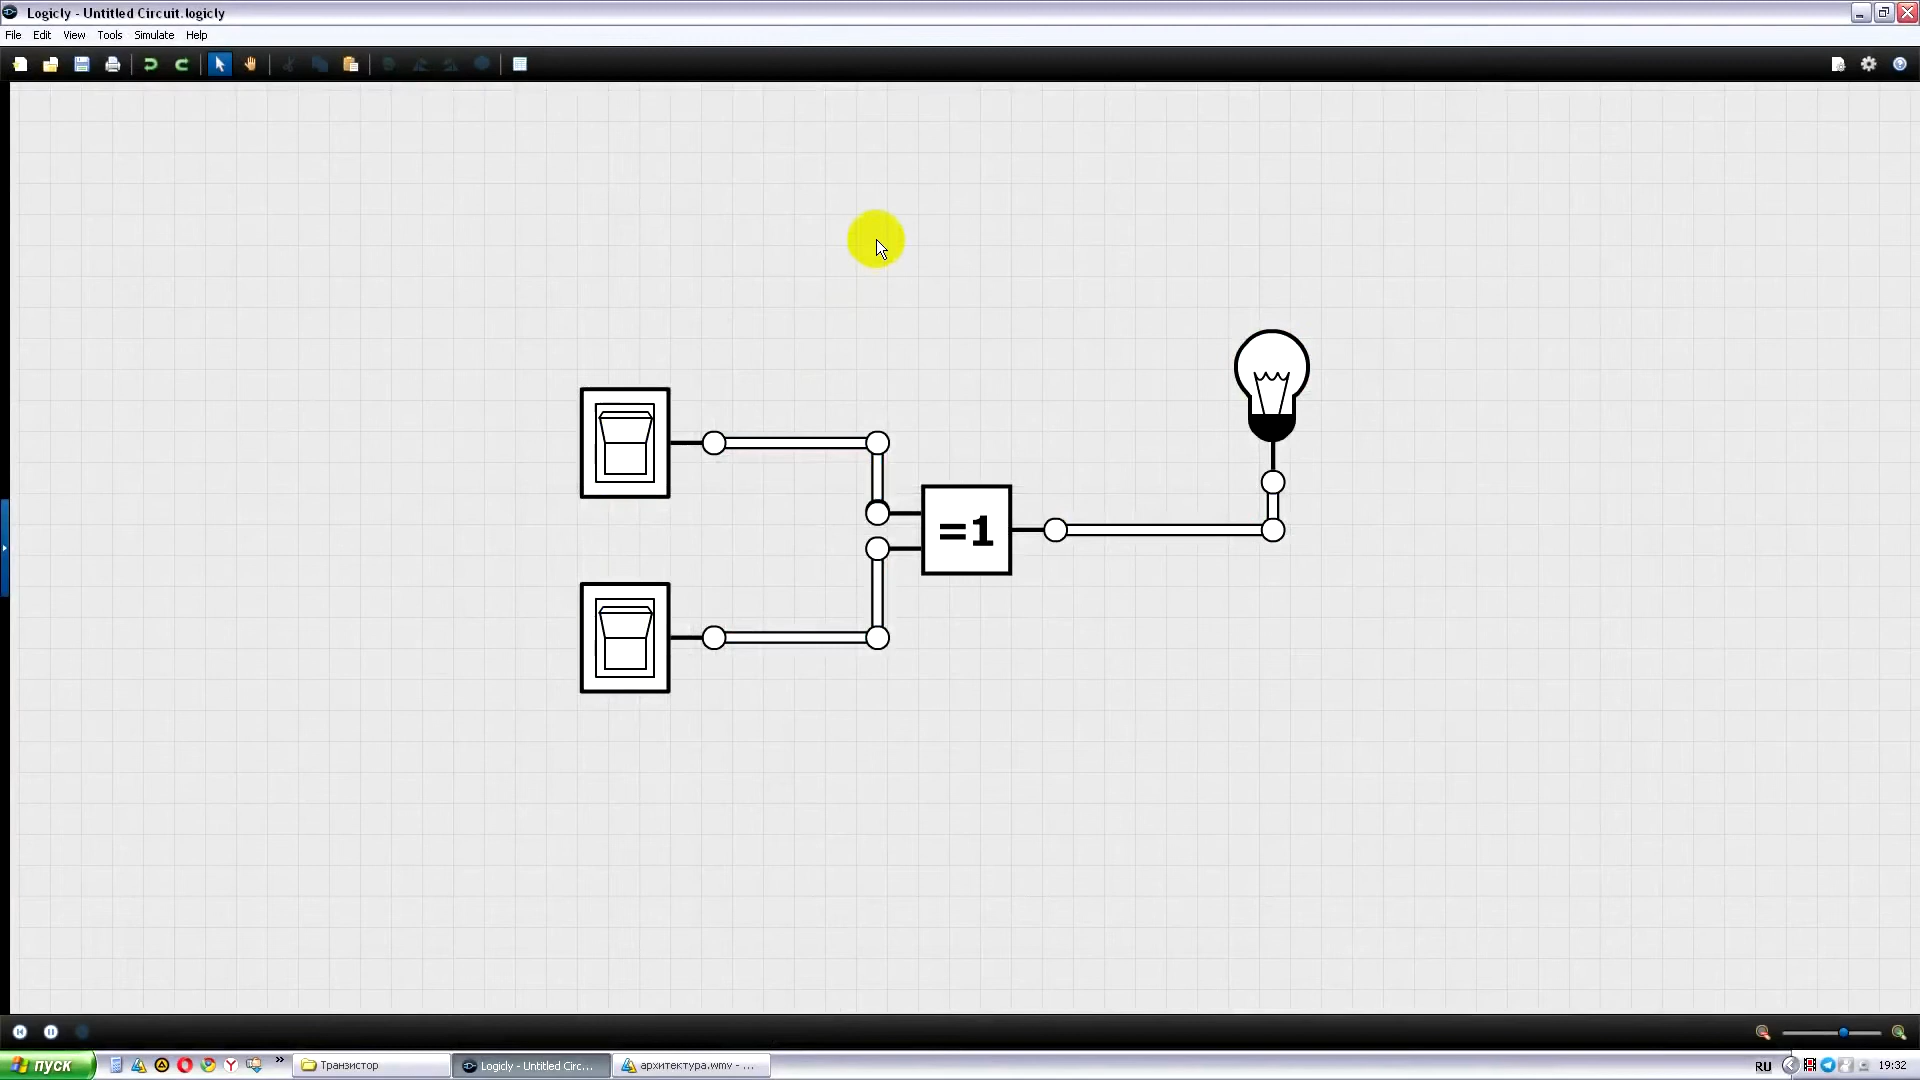 Logicly - Untitled Circuit.logicly
File Edit View Tools Simulate Help
=1
пуск
Транзистор
Logicly - Untitled Circ...
архитектура.wmv - ...
RU
19:32